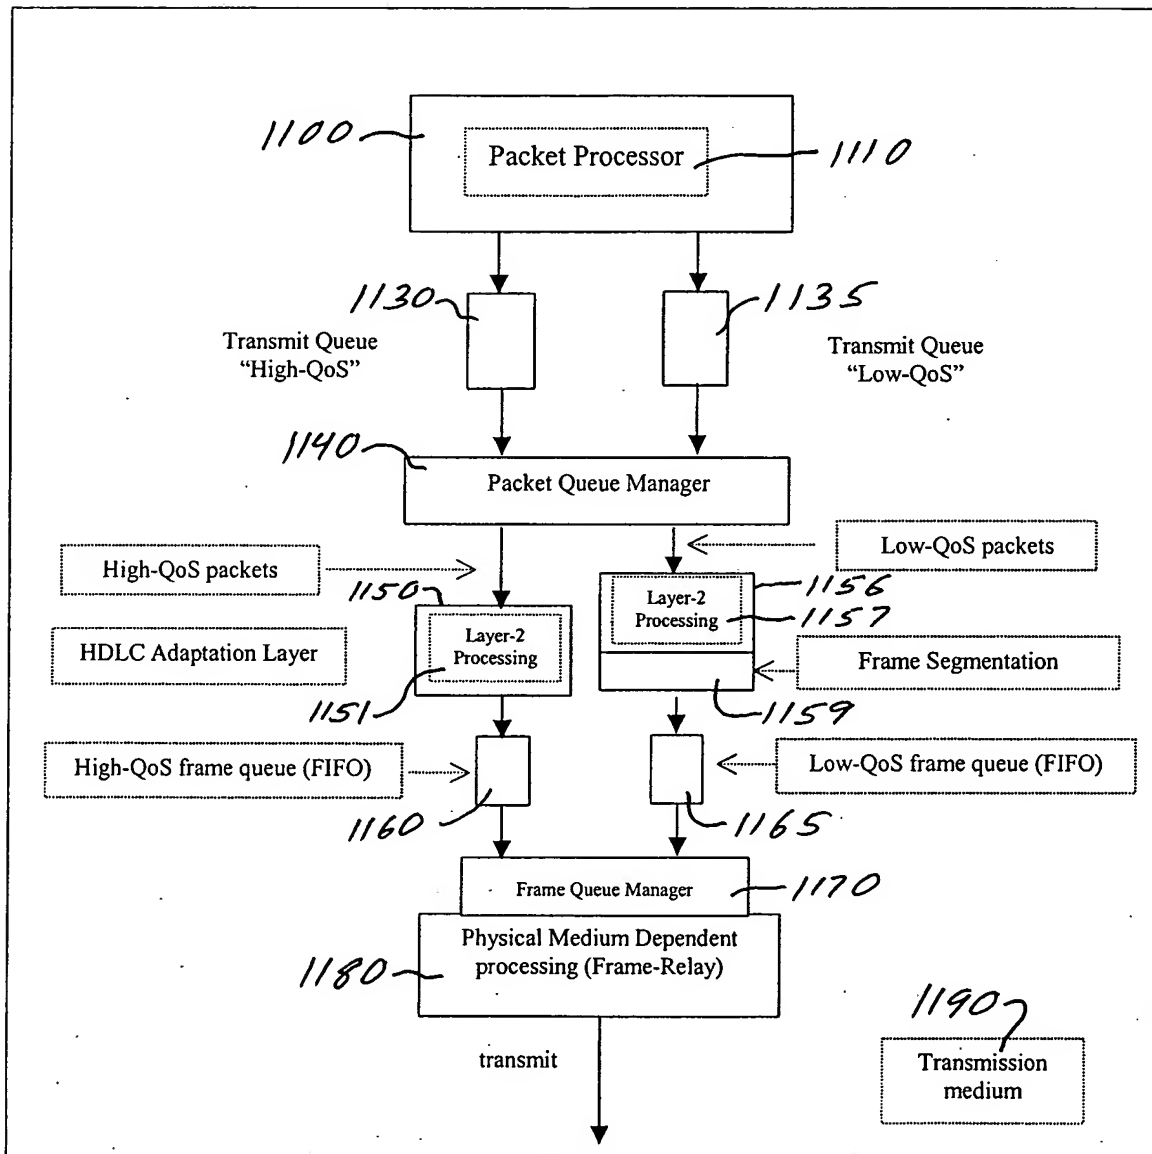 1100
Packet Processor
1110
1130
1135
Transmit Queue
"High-QoS"
Transmit Queue
"Low-QoS"
1140
Packet Queue Manager
High-QoS packets
Low-QoS packets
1150
1156
Layer-2
Processing
1157
HDLC Adaptation Layer
Layer-2
Processing
Frame Segmentation
1151
1159
High-QoS frame queue (FIFO)
Low-QoS frame queue (FIFO)
1160
1165
Frame Queue Manager
1170
Physical Medium Dependent
processing (Frame-Relay)
1180
1190
transmit
Transmission
medium